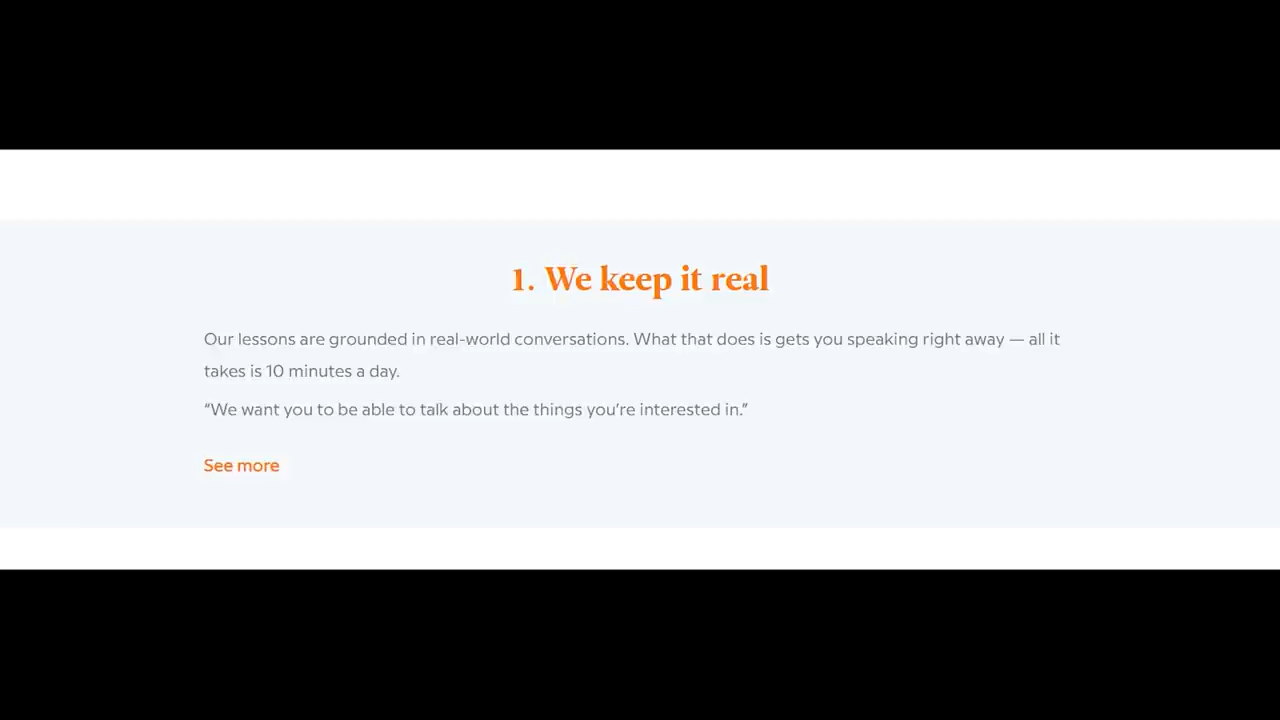 1. We keep it real
Our lessons are grounded in real-world conversations. What that does is gets you speaking right away — all it
takes is 10 minutes a day.
“We want you to be able to talk about the things you’re interested in.”
See more